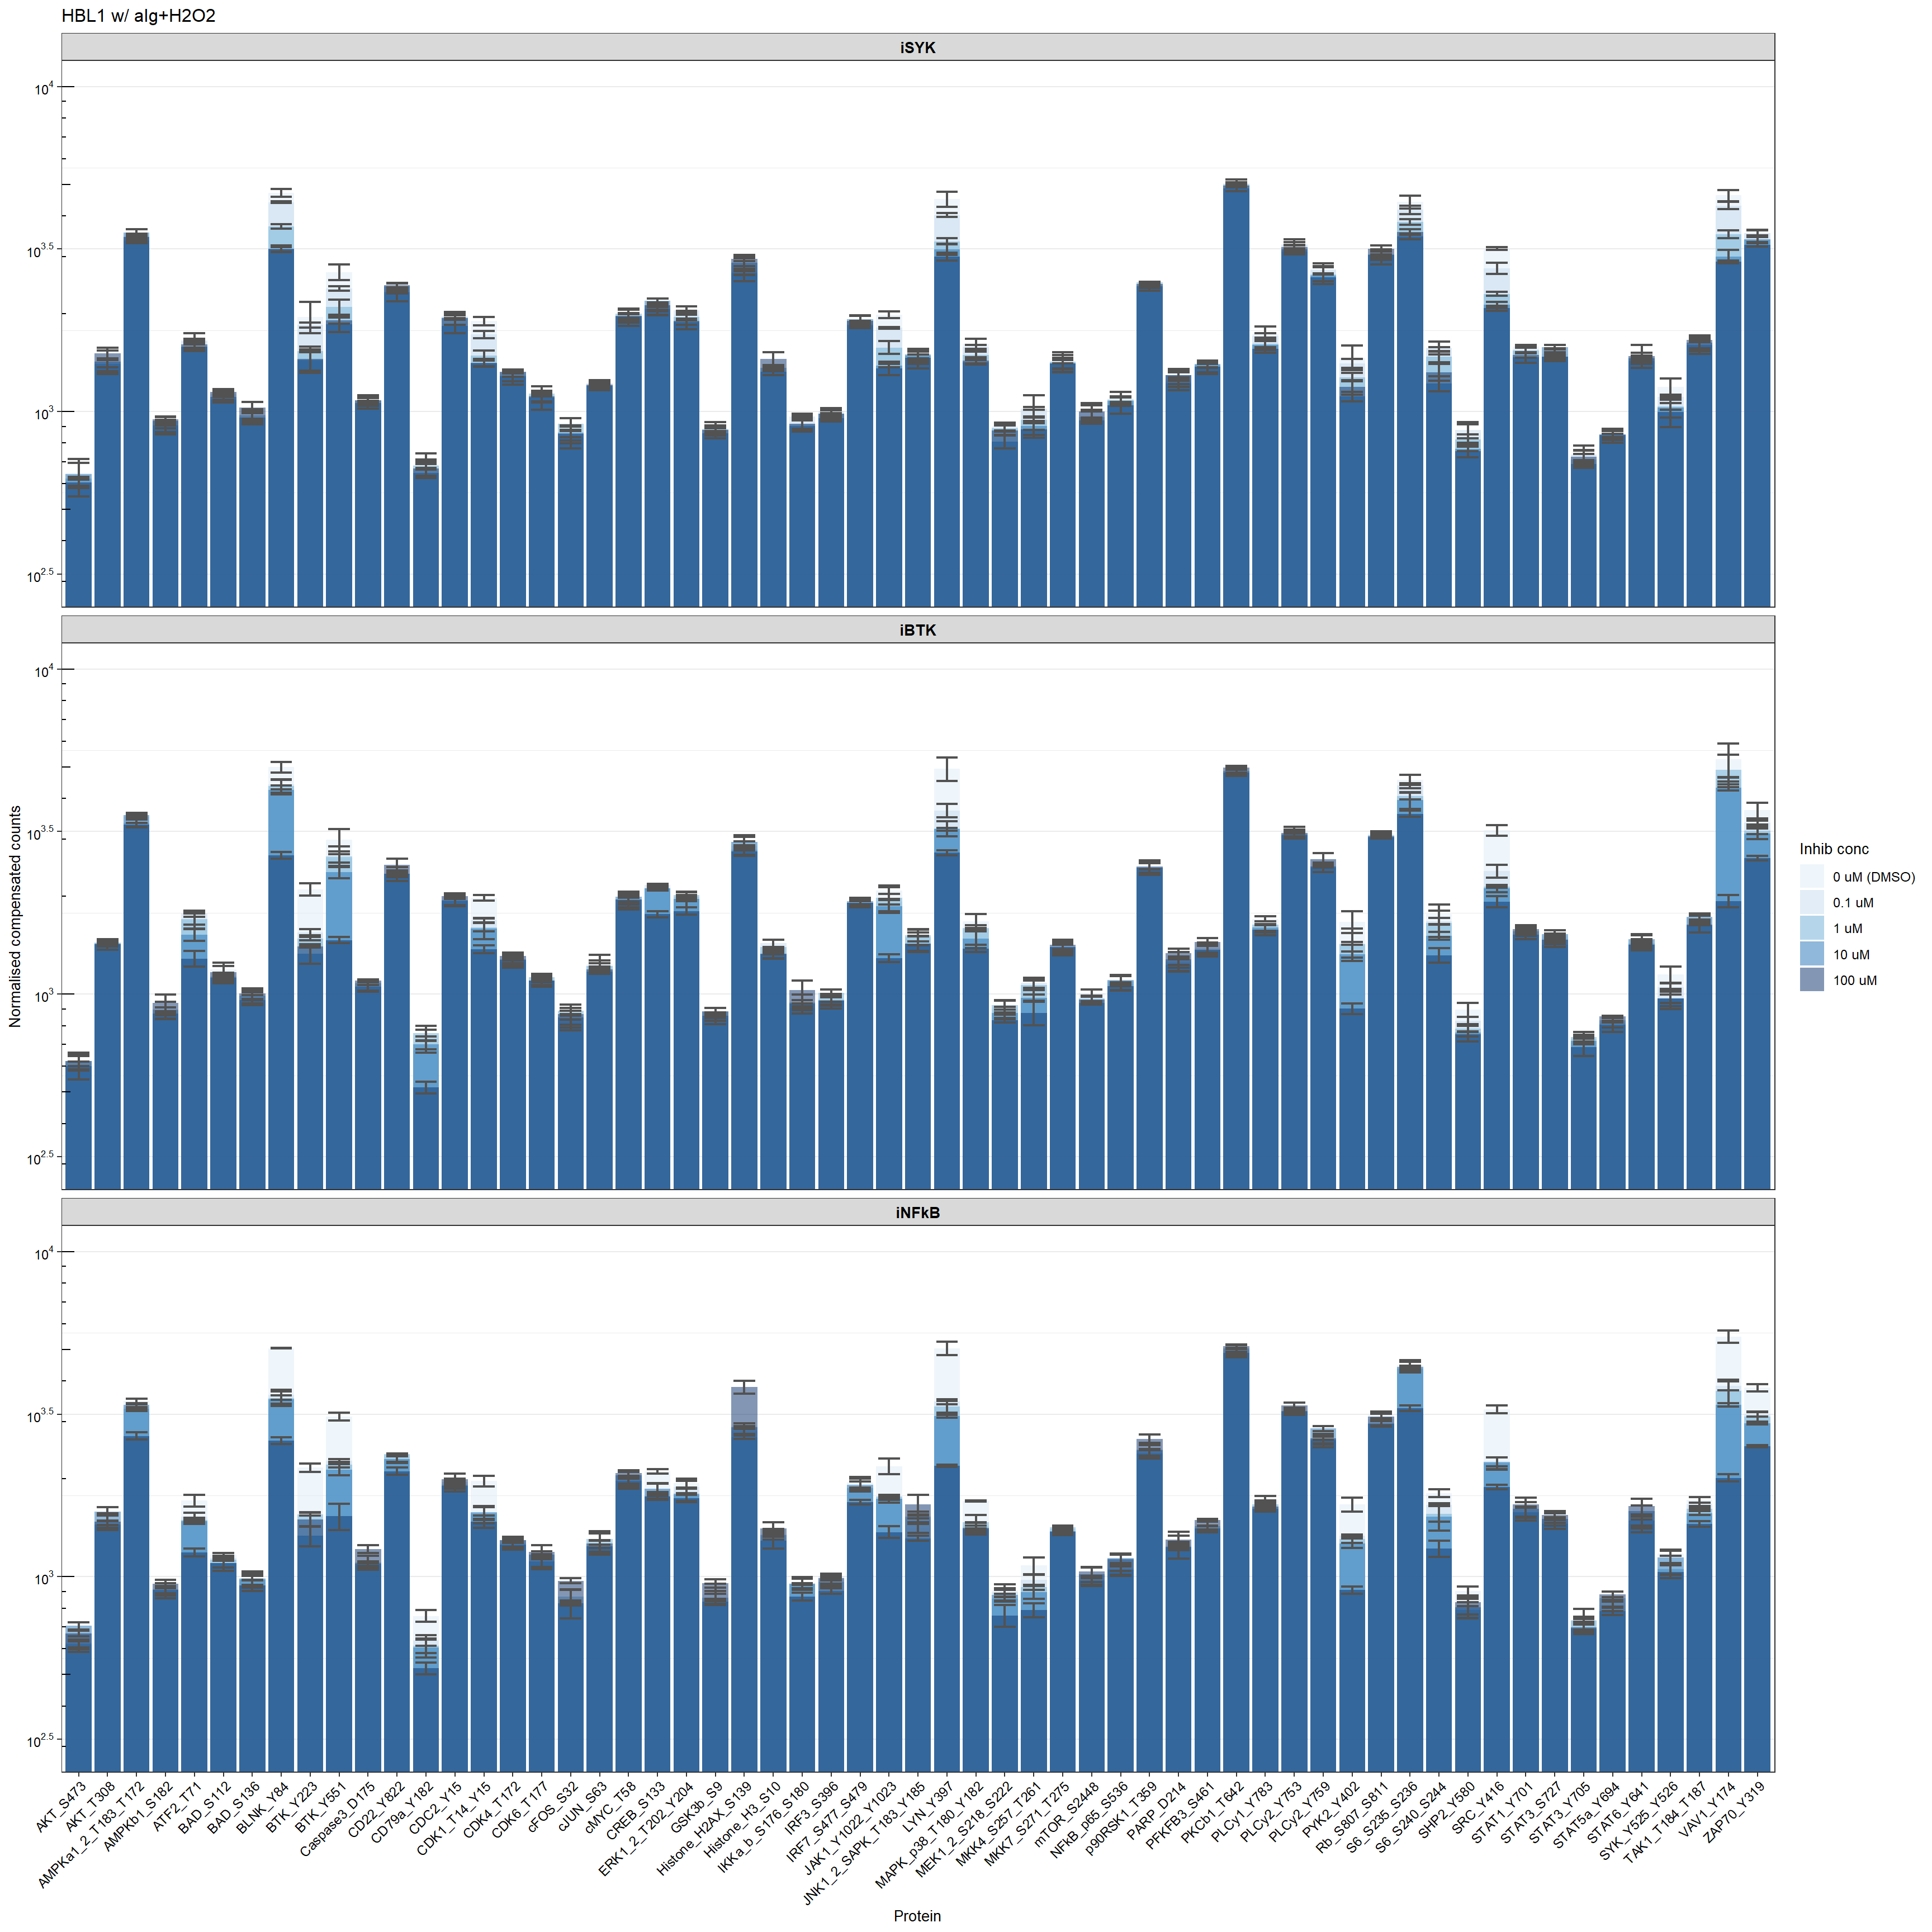 HBL1 w/ aIg+H2O2
iSYK
10^4
10^3.5
10^3
10^2.5
iBTK
10^4
10^3.5
10^3
10^2.5
iNFkB
10^4
10^3.5
10^3
10^2.5
Normalised compensated counts
Inhib conc
0 uM (DMSO)
0.1 uM
1 uM
10 uM
100 uM
AKT_S473
AKT_T308
AMPKa1_2_T183_T172
AMPKb1_S182
ATF2_T71
BAD_S112
BAD_S136
BLNK_Y84
BTK_Y223
BTK_Y551
Caspase3_D175
CD22_Y822
CD79a_Y182
CDC2_Y15
CDK1_T14_Y15
CDK4_T172
CDK6_T177
cFOS_S32
cJUN_S63
cMYC_T58
CREB_S133
ERK1_2_T202_Y204
GSK3b_S9
Histone_H2AX_S139
Histone_H3_S10
IKKa_b_S176_S180
IRF3_S396
IRF7_S477_S479
JAK1_Y1022_Y1023
JNK1_2_SAPK_T183_Y185
LYN_Y397
MAPK_p38_T180_Y182
MEK1_2_S218_S222
MKK4_S257_T261
MKK7_S271_T275
mTOR_S2448
NFkB_p65_S536
p90RSK1_T359
PARP_D214
PFKFB3_S461
PKCb1_T642
PLCy1_Y783
PLCy2_Y753
PLCy2_Y759
PYK2_Y402
Rb_S807_S811
S6_S235_S236
S6_S240_S244
SHP2_Y580
SRC_Y416
STAT1_Y701
STAT3_S727
STAT3_Y705
STAT5a_Y694
STAT6_Y641
SYK_Y525_Y526
TAK1_T184_T187
VAV1_Y174
ZAP70_Y319
Protein